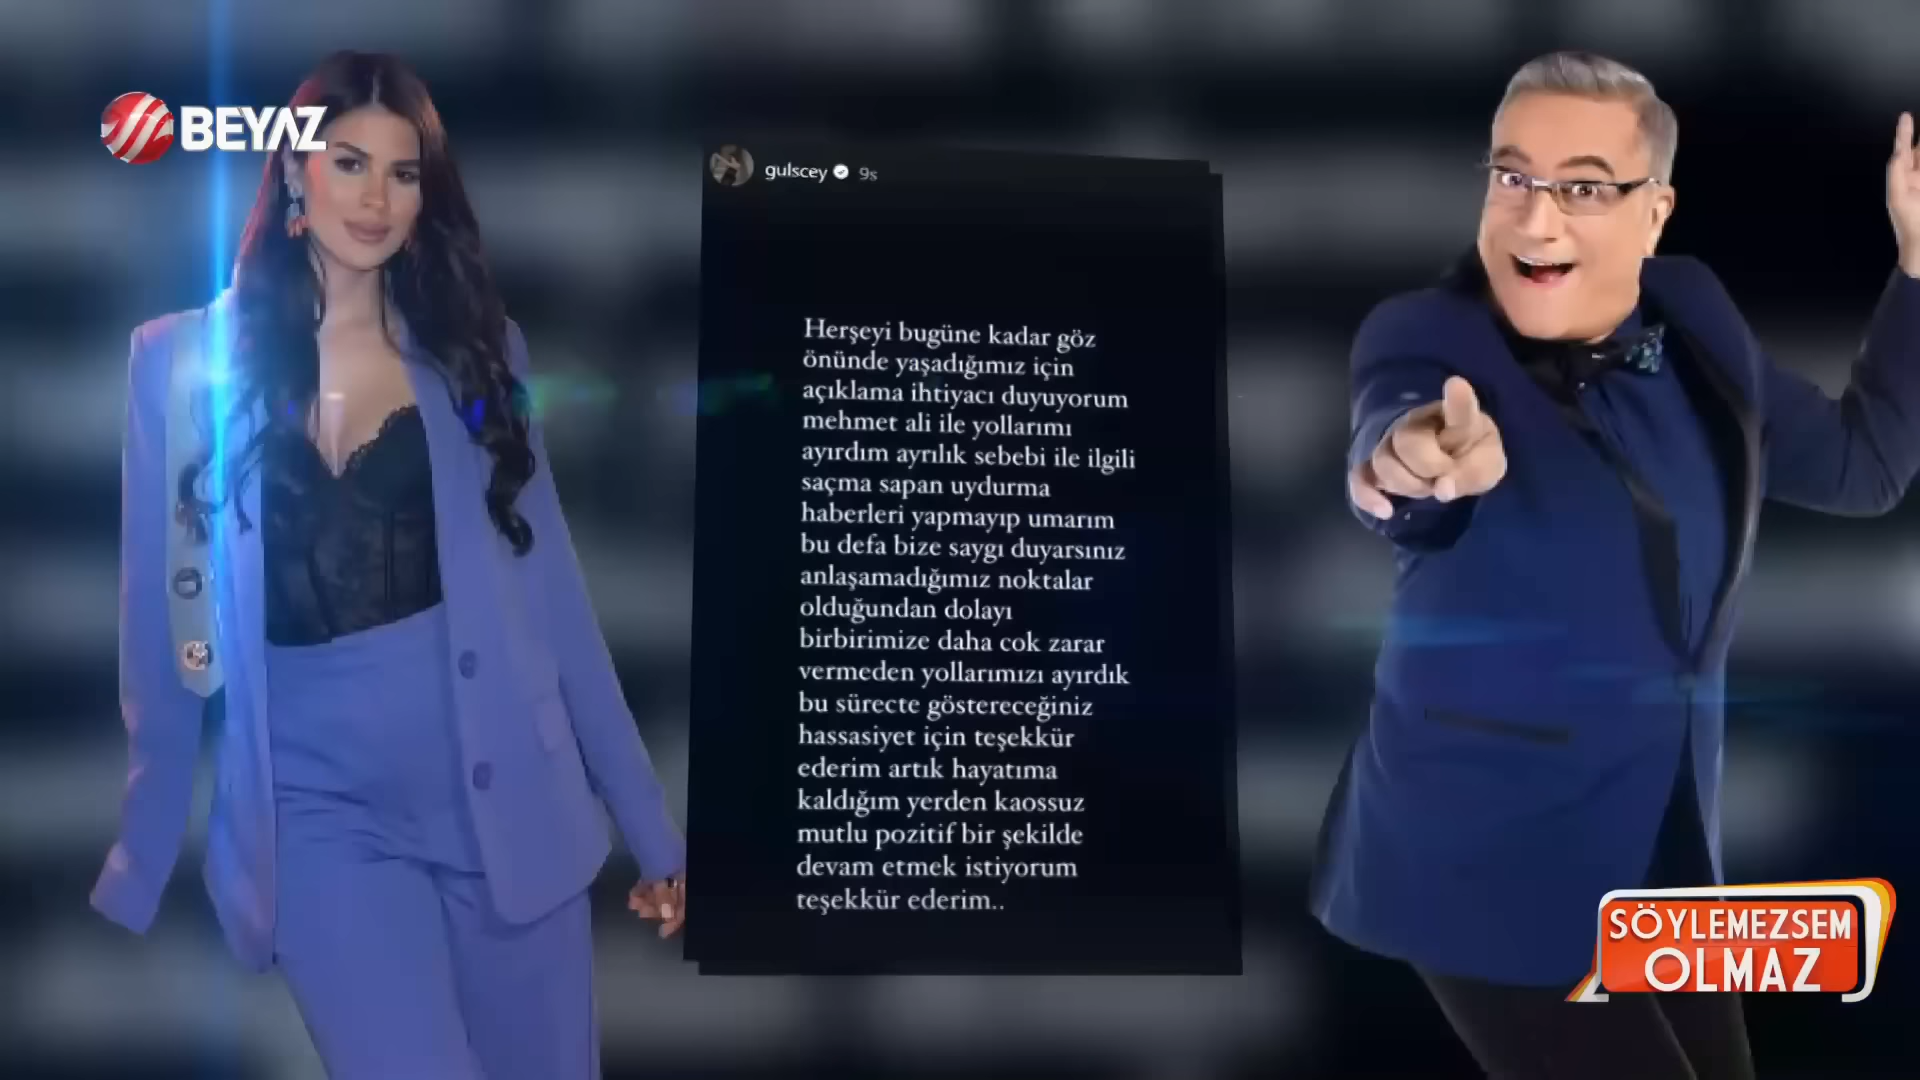 BEYAZ
gulscey 9s
Herşeyi bugüne kadar göz
önünde yaşadığımız için
açıklama ihtiyacı duyuyorum
mehmet ali ile yollarımı
ayırdım ayrılık sebebi ile ilgili
saçma sapan uydurma
haberleri yapmayıp umarım
bu defa bize saygı duyarsınız
anlaşamadığımız noktalar
olduğundan dolayı
birbirimize daha cok zarar
vermeden yollarımızı ayırdık
bu sürecte göstereceğiniz
hassasiyet için teşekkür
ederim artık hayatıma
kaldığım yerden kaossuz
mutlu pozitif bir şekilde
devam etmek istiyorum
teşekkür ederim..
SÖYLEMEZSEM
OLMAZ